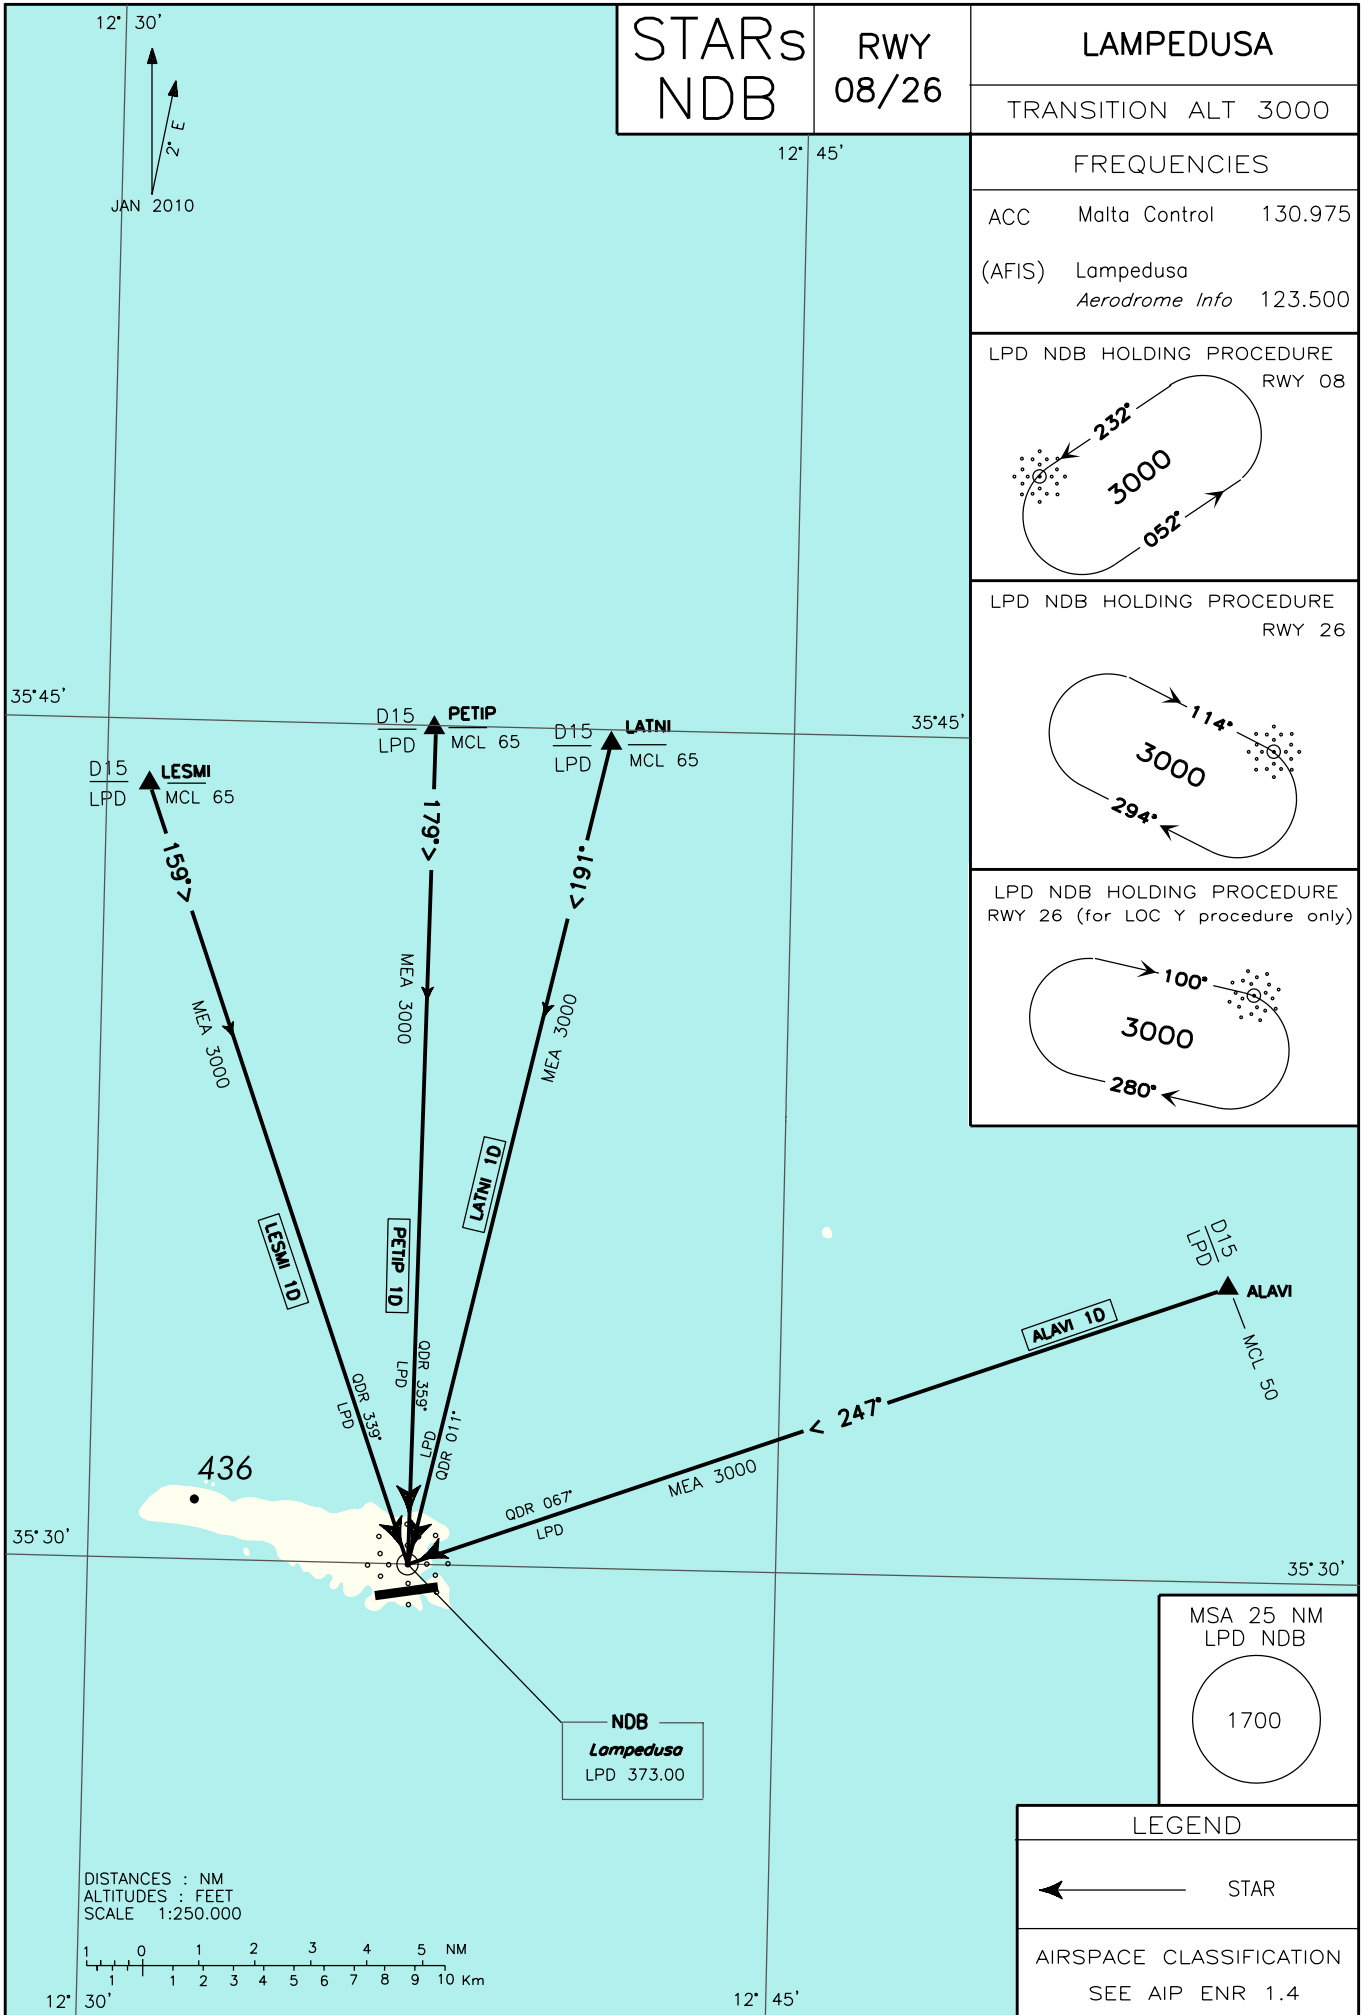 12° 30'
STARs
NDB
RWY
08/26
LAMPEDUSA
TRANSITION ALT 3000
2° E
JAN 2010
12° 45'
FREQUENCIES
ACC Malta Control 130.975
(AFIS) Lampedusa
Aerodrome Info 123.500
LPD NDB HOLDING PROCEDURE
RWY 08
232°
3000
052°
LPD NDB HOLDING PROCEDURE
RWY 26
114°
3000
294°
LPD NDB HOLDING PROCEDURE
RWY 26 (for LOC Y procedure only)
100°
3000
280°
35°45'
35°45'
D15
LPD
LESMI
MCL 65
D15
LPD
PETIP
MCL 65
D15
LPD
LATNI
MCL 65
159°>
179°>
<191°
MEA 3000
MEA 3000
MEA 3000
LESMI 1D
PETIP 1D
LATNI 1D
QDR 339°
LPD
QDR 359°
LPD
LPD
QDR 011°
D15
LPD
ALAVI
MCL 50
ALAVI 1D
< 247°
MEA 3000
QDR 067°
LPD
436
35°30'
35°30'
NDB
Lampedusa
LPD 373.00
MSA 25 NM
LPD NDB
1700
LEGEND
STAR
AIRSPACE CLASSIFICATION
SEE AIP ENR 1.4
DISTANCES : NM
ALTITUDES : FEET
SCALE 1:250.000
1 0 1 2 3 4 5 NM
1 1 2 3 4 5 6 7 8 9 10 Km
12° 30'
12° 45'